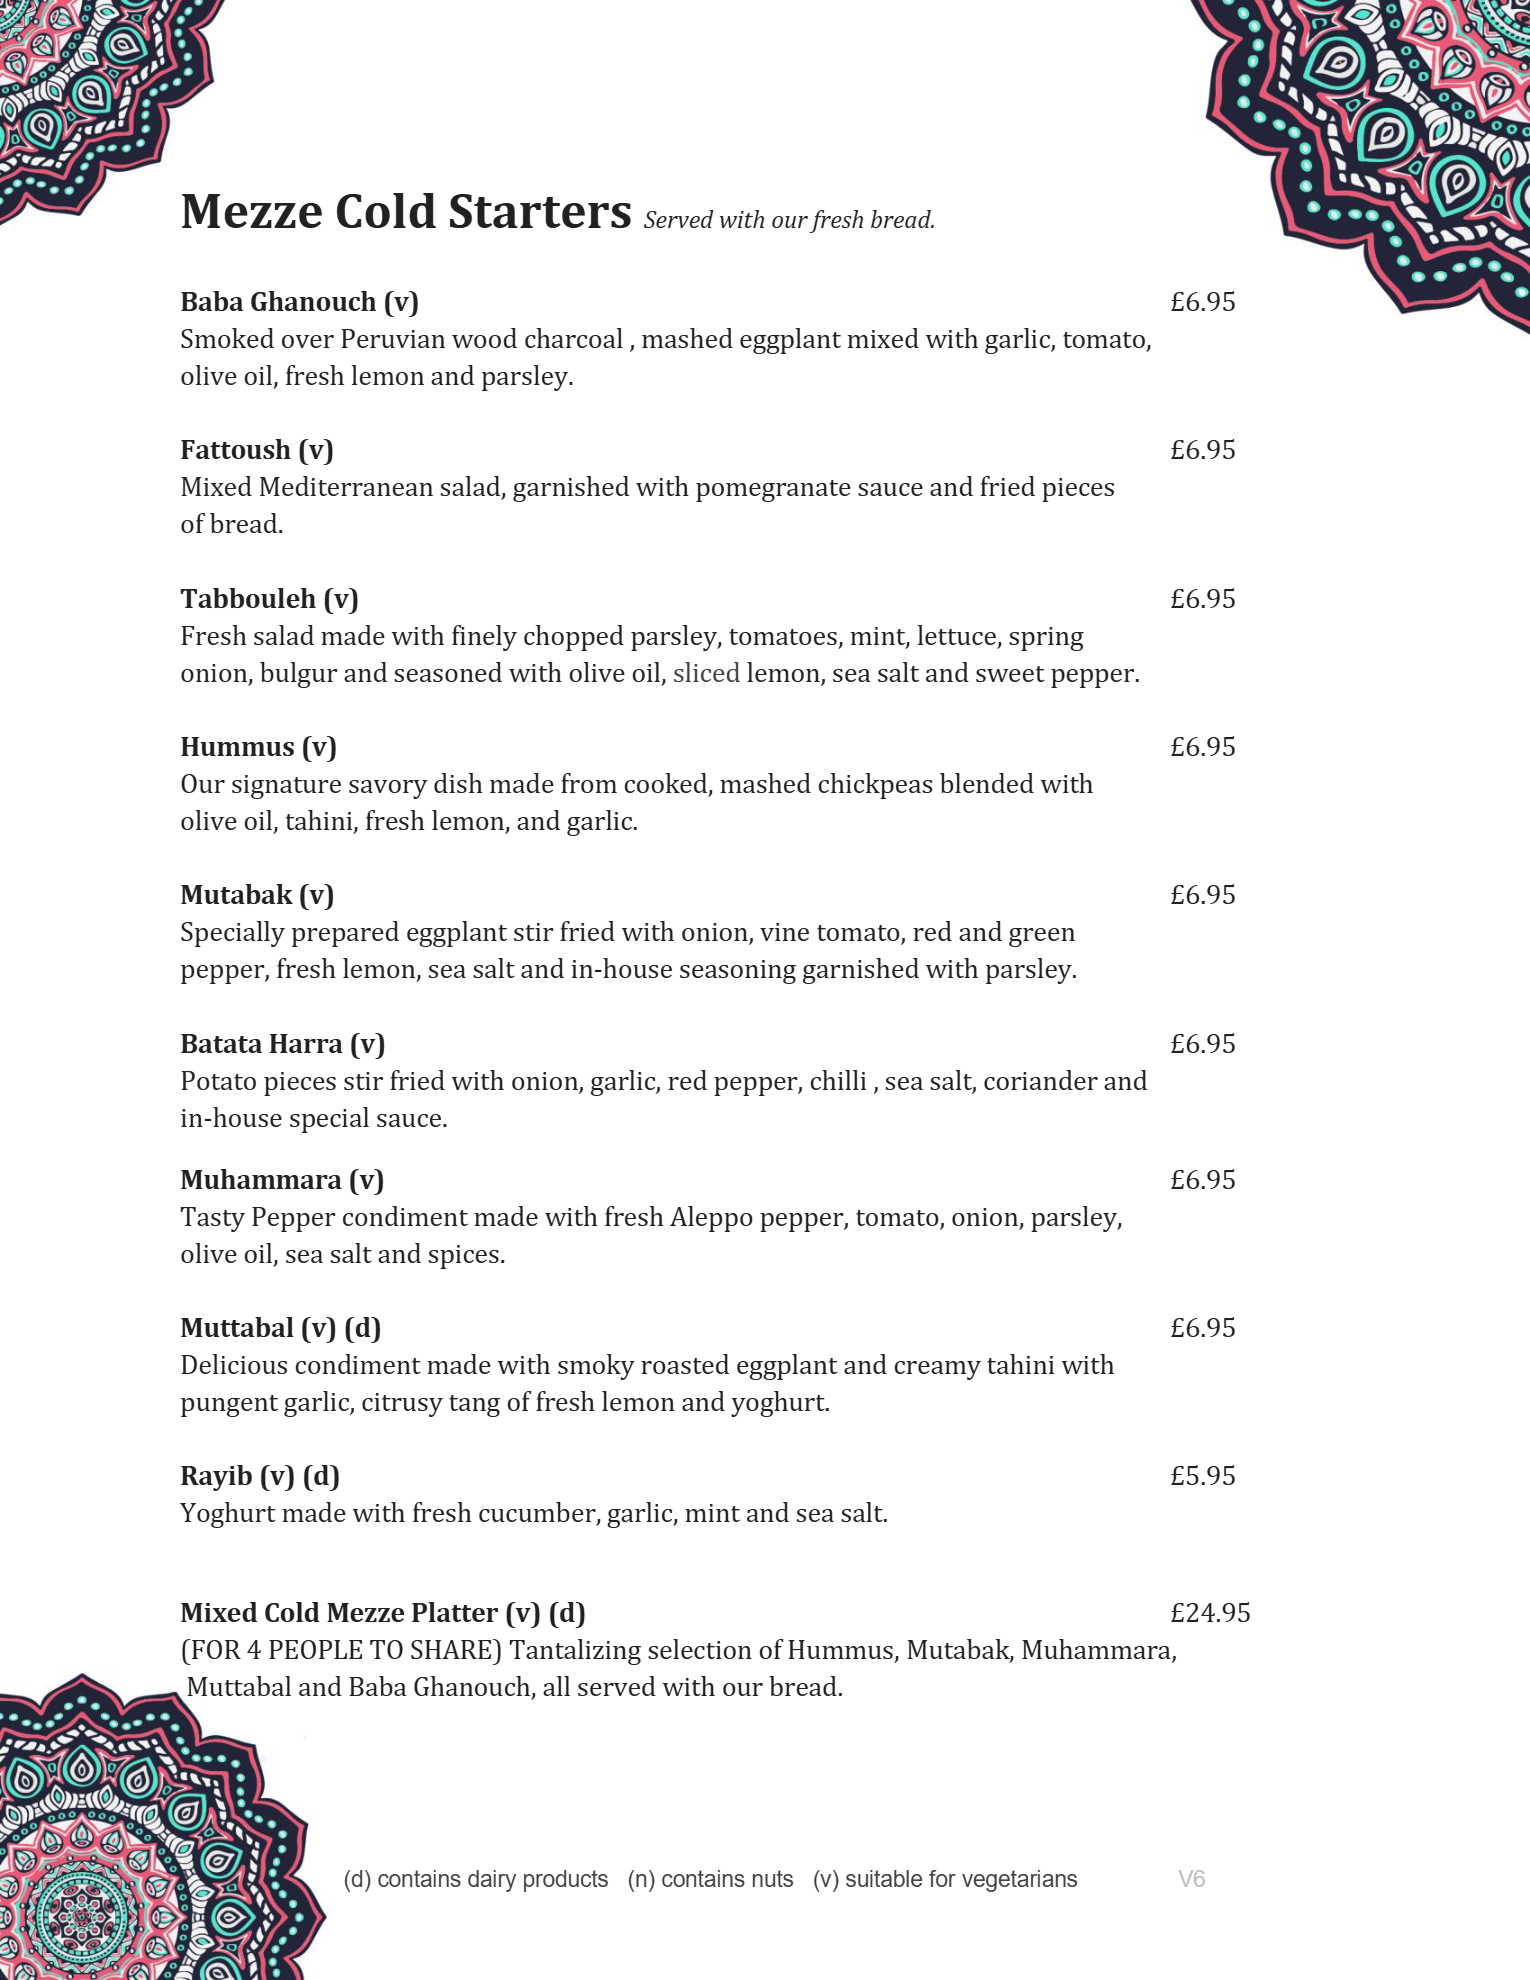 Mezze Cold Starters Served with our fresh bread.
Baba Ghanouch (v) £6.95
Smoked over Peruvian wood charcoal , mashed eggplant mixed with garlic, tomato,
olive oil, fresh lemon and parsley.
Fattoush (v) £6.95
Mixed Mediterranean salad, garnished with pomegranate sauce and fried pieces
of bread.
Tabbouleh (v) £6.95
Fresh salad made with finely chopped parsley, tomatoes, mint, lettuce, spring
onion, bulgur and seasoned with olive oil, sliced lemon, sea salt and sweet pepper.
Hummus (v) £6.95
Our signature savory dish made from cooked, mashed chickpeas blended with
olive oil, tahini, fresh lemon, and garlic.
Mutabak (v) £6.95
Specially prepared eggplant stir fried with onion, vine tomato, red and green
pepper, fresh lemon, sea salt and in-house seasoning garnished with parsley.
Batata Harra (v) £6.95
Potato pieces stir fried with onion, garlic, red pepper, chilli , sea salt, coriander and
in-house special sauce.
Muhammara (v) £6.95
Tasty Pepper condiment made with fresh Aleppo pepper, tomato, onion, parsley,
olive oil, sea salt and spices.
Muttabal (v) (d) £6.95
Delicious condiment made with smoky roasted eggplant and creamy tahini with
pungent garlic, citrusy tang of fresh lemon and yoghurt.
Rayib (v) (d) £5.95
Yoghurt made with fresh cucumber, garlic, mint and sea salt.
Mixed Cold Mezze Platter (v) (d) £24.95
(FOR 4 PEOPLE TO SHARE) Tantalizing selection of Hummus, Mutabak, Muhammara,
Muttabal and Baba Ghanouch, all served with our bread.
(d) contains dairy products (n) contains nuts (v) suitable for vegetarians V6